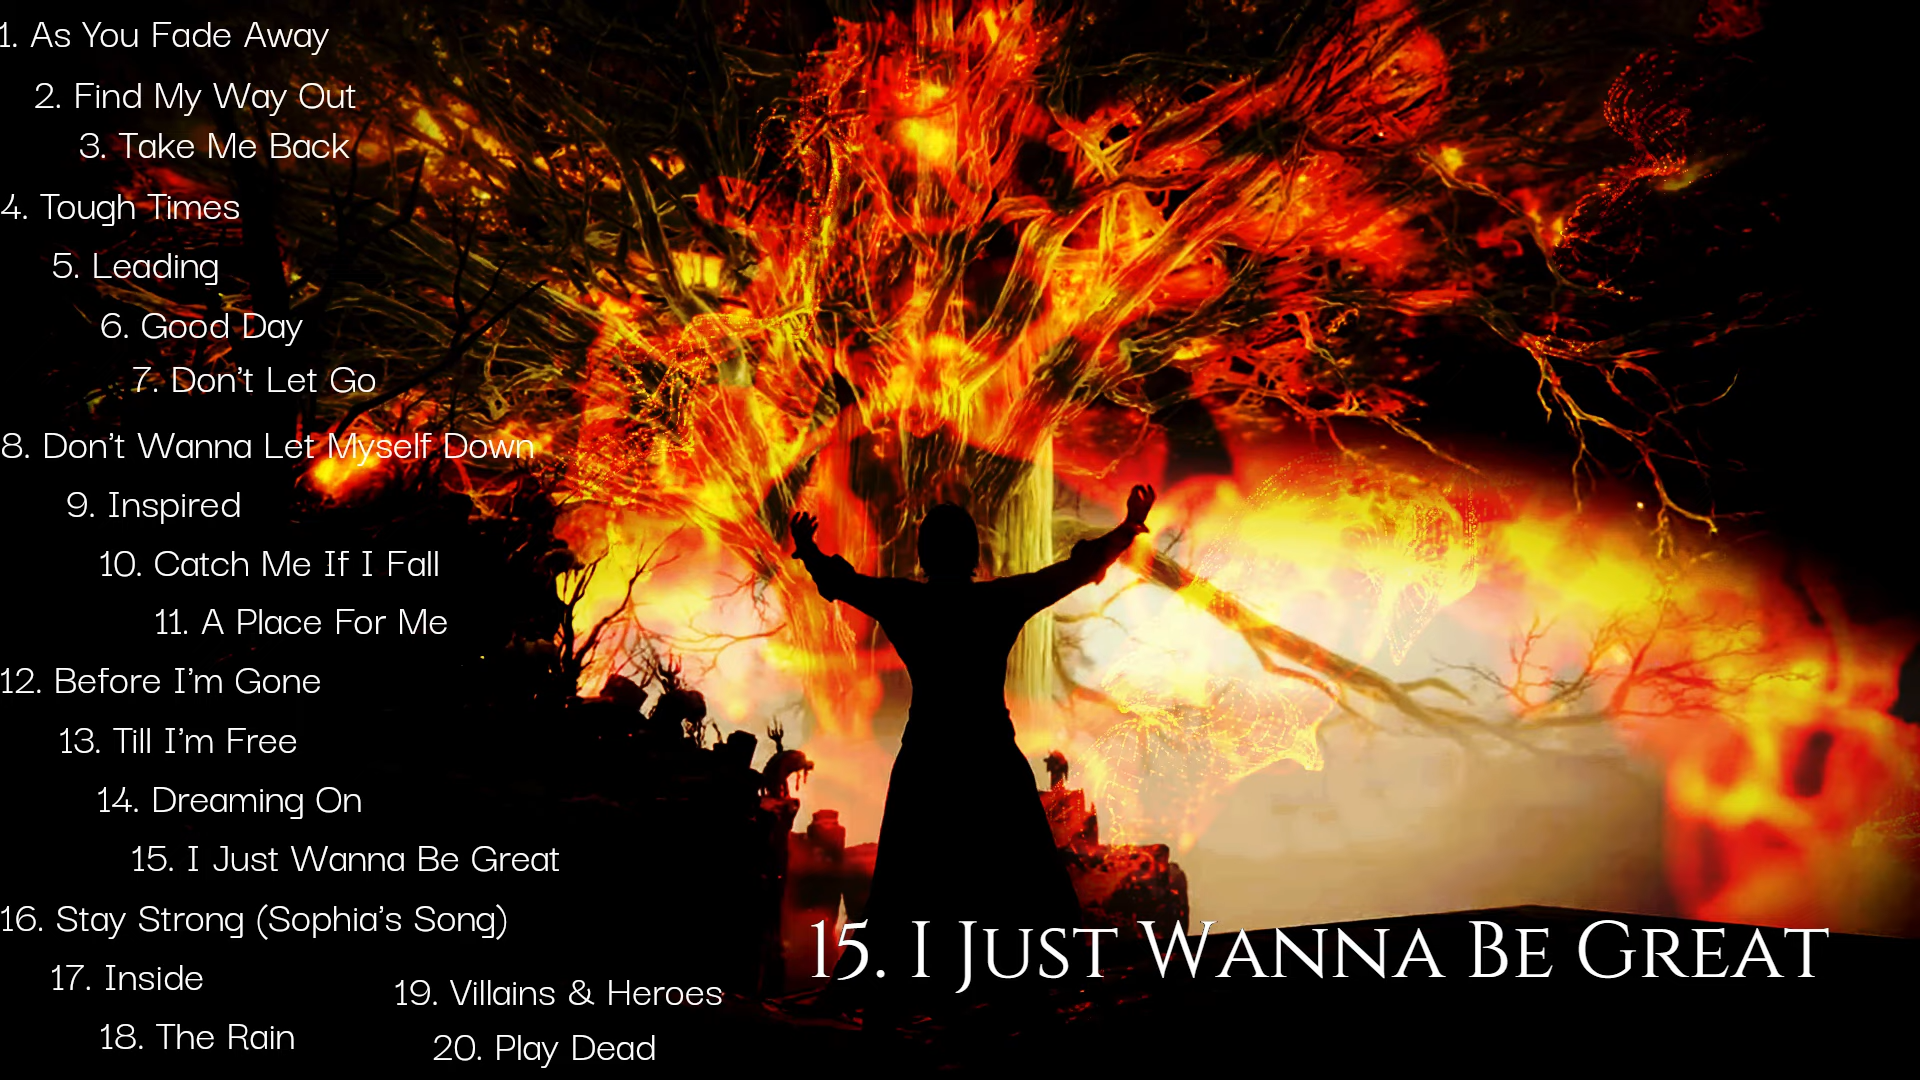 1. As You Fade Away
2. Find My Way Out
3. Take Me Back
4. Tough Times
5. Leading
6. Good Day
7. Don't Let Go
8. Don't Wanna Let Myself Down
9. Inspired
10. Catch Me If I Fall
11. A Place For Me
12. Before I'm Gone
13. Till I'm Free
14. Dreaming On
15. I Just Wanna Be Great
16. Stay Strong (Sophia's Song)
17. Inside
18. The Rain
19. Villains & Heroes
20. Play Dead
15. I Just Wanna Be Great